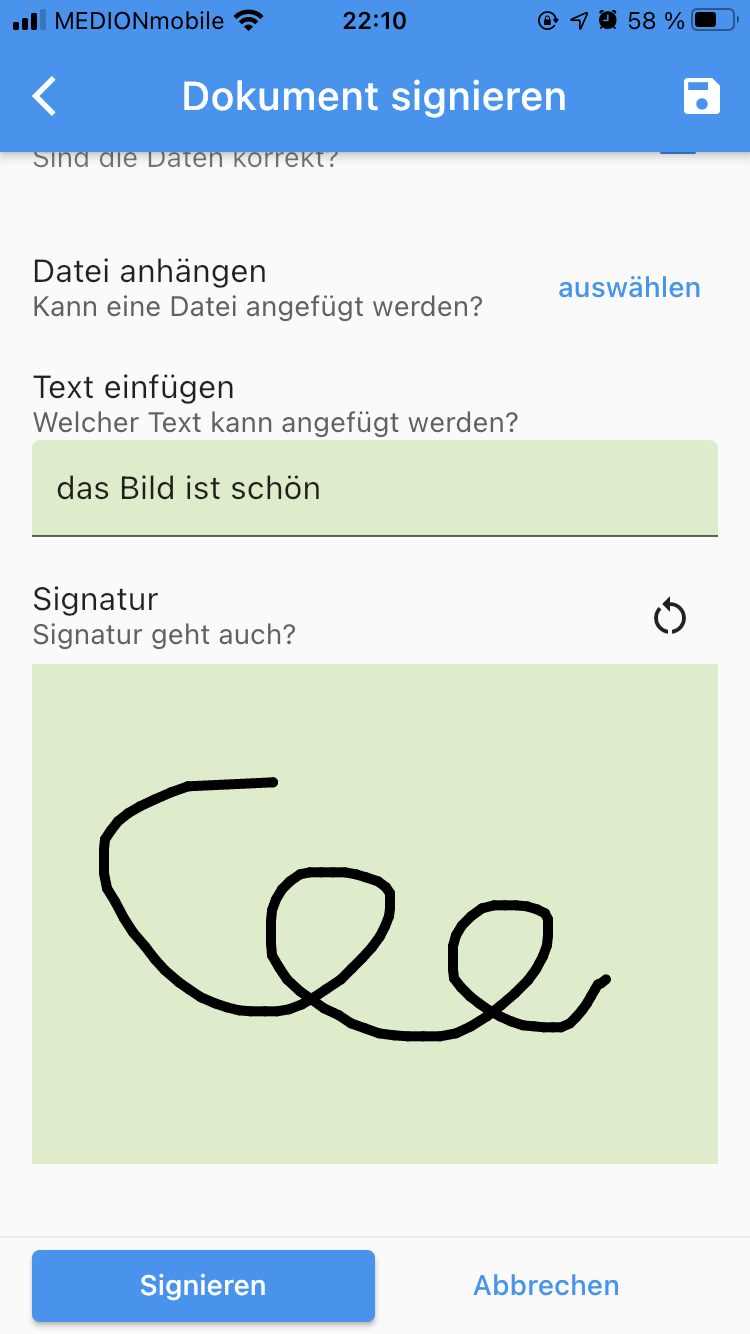 MEDIONmobile 22:10 58 %
Dokument signieren
Sind die Daten korrekt?
Datei anhängen
Kann eine Datei angefügt werden?
auswählen
Text einfügen
Welcher Text kann angefügt werden?
das Bild ist schön
Signatur
Signatur geht auch?
Signieren Abbrechen